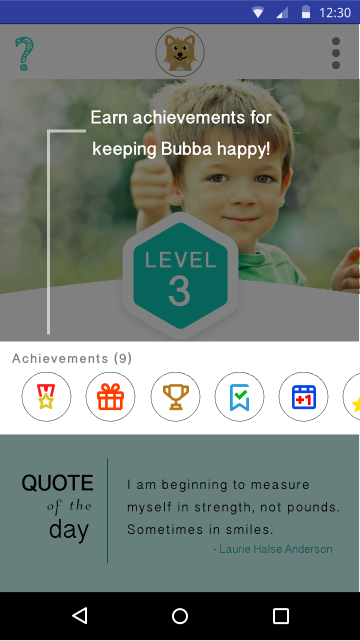 12:30
?
Earn achievements for
keeping Bubba happy!
LEVEL
3
Achievements (9)
+1
QUOTE
of the
day
I am beginning to measure
myself in strength, not pounds.
Sometimes in smiles.
- Laurie Halse Anderson